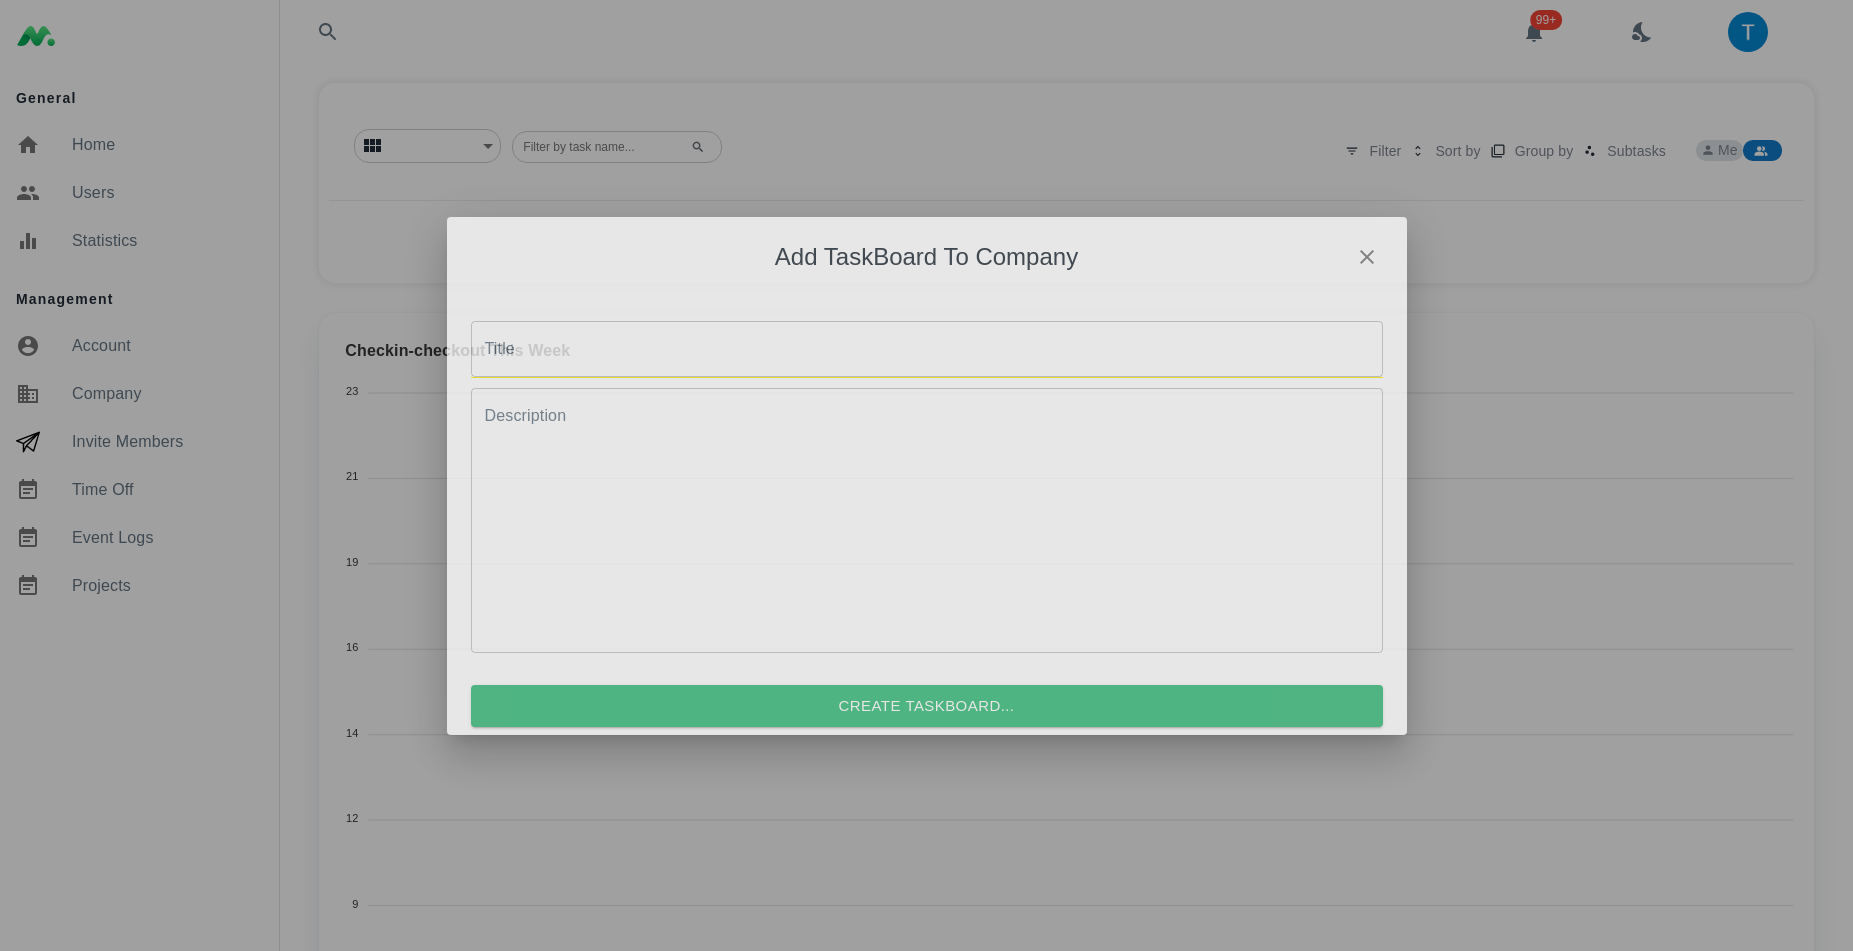 99+
T
General
Home
Users
Statistics
Management
Account
Company
Invite Members
Time Off
Event Logs
Projects
Filter by task name...
Filter
Sort by
Group by
Subtasks
Me
Add TaskBoard To Company
Title
Description
CREATE TASKBOARD...
Checkin-checkout This Week
23
21
19
16
14
12
9